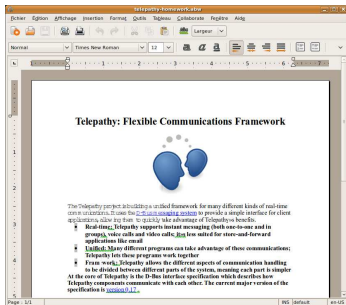 telepathy-homework.abw
Fichier Édition Affichage Insertion Format Outils Tableau Collaborate Fenêtre Aide
Largeur
Normal Times New Roman 12
Telepathy: Flexible Communications Framework
The Telepathy project is building a unified framework for many different kinds of real-time
communications. It uses the D-Bus messaging system to provide a simple interface for client
applications, allowing them to quickly take advantage of Telepathy's benefits.
Real-time: Telepathy supports instant messaging (both one-to-one and in
groups), voice calls and video calls; less suited for store-and-forward
applications like email
Unified: Many different programs can take advantage of these communications;
Telepathy lets these programs work together
Framework: Telepathy allows the different aspects of communication handling
to be divided between different parts of the system, meaning each part is simpler
At the core of Telepathy is the D-Bus interface specification which describes how
Telepathy components communicate with each other. The current major version of the
specification is version 0.17.
Page: 1/1 INS default en-US